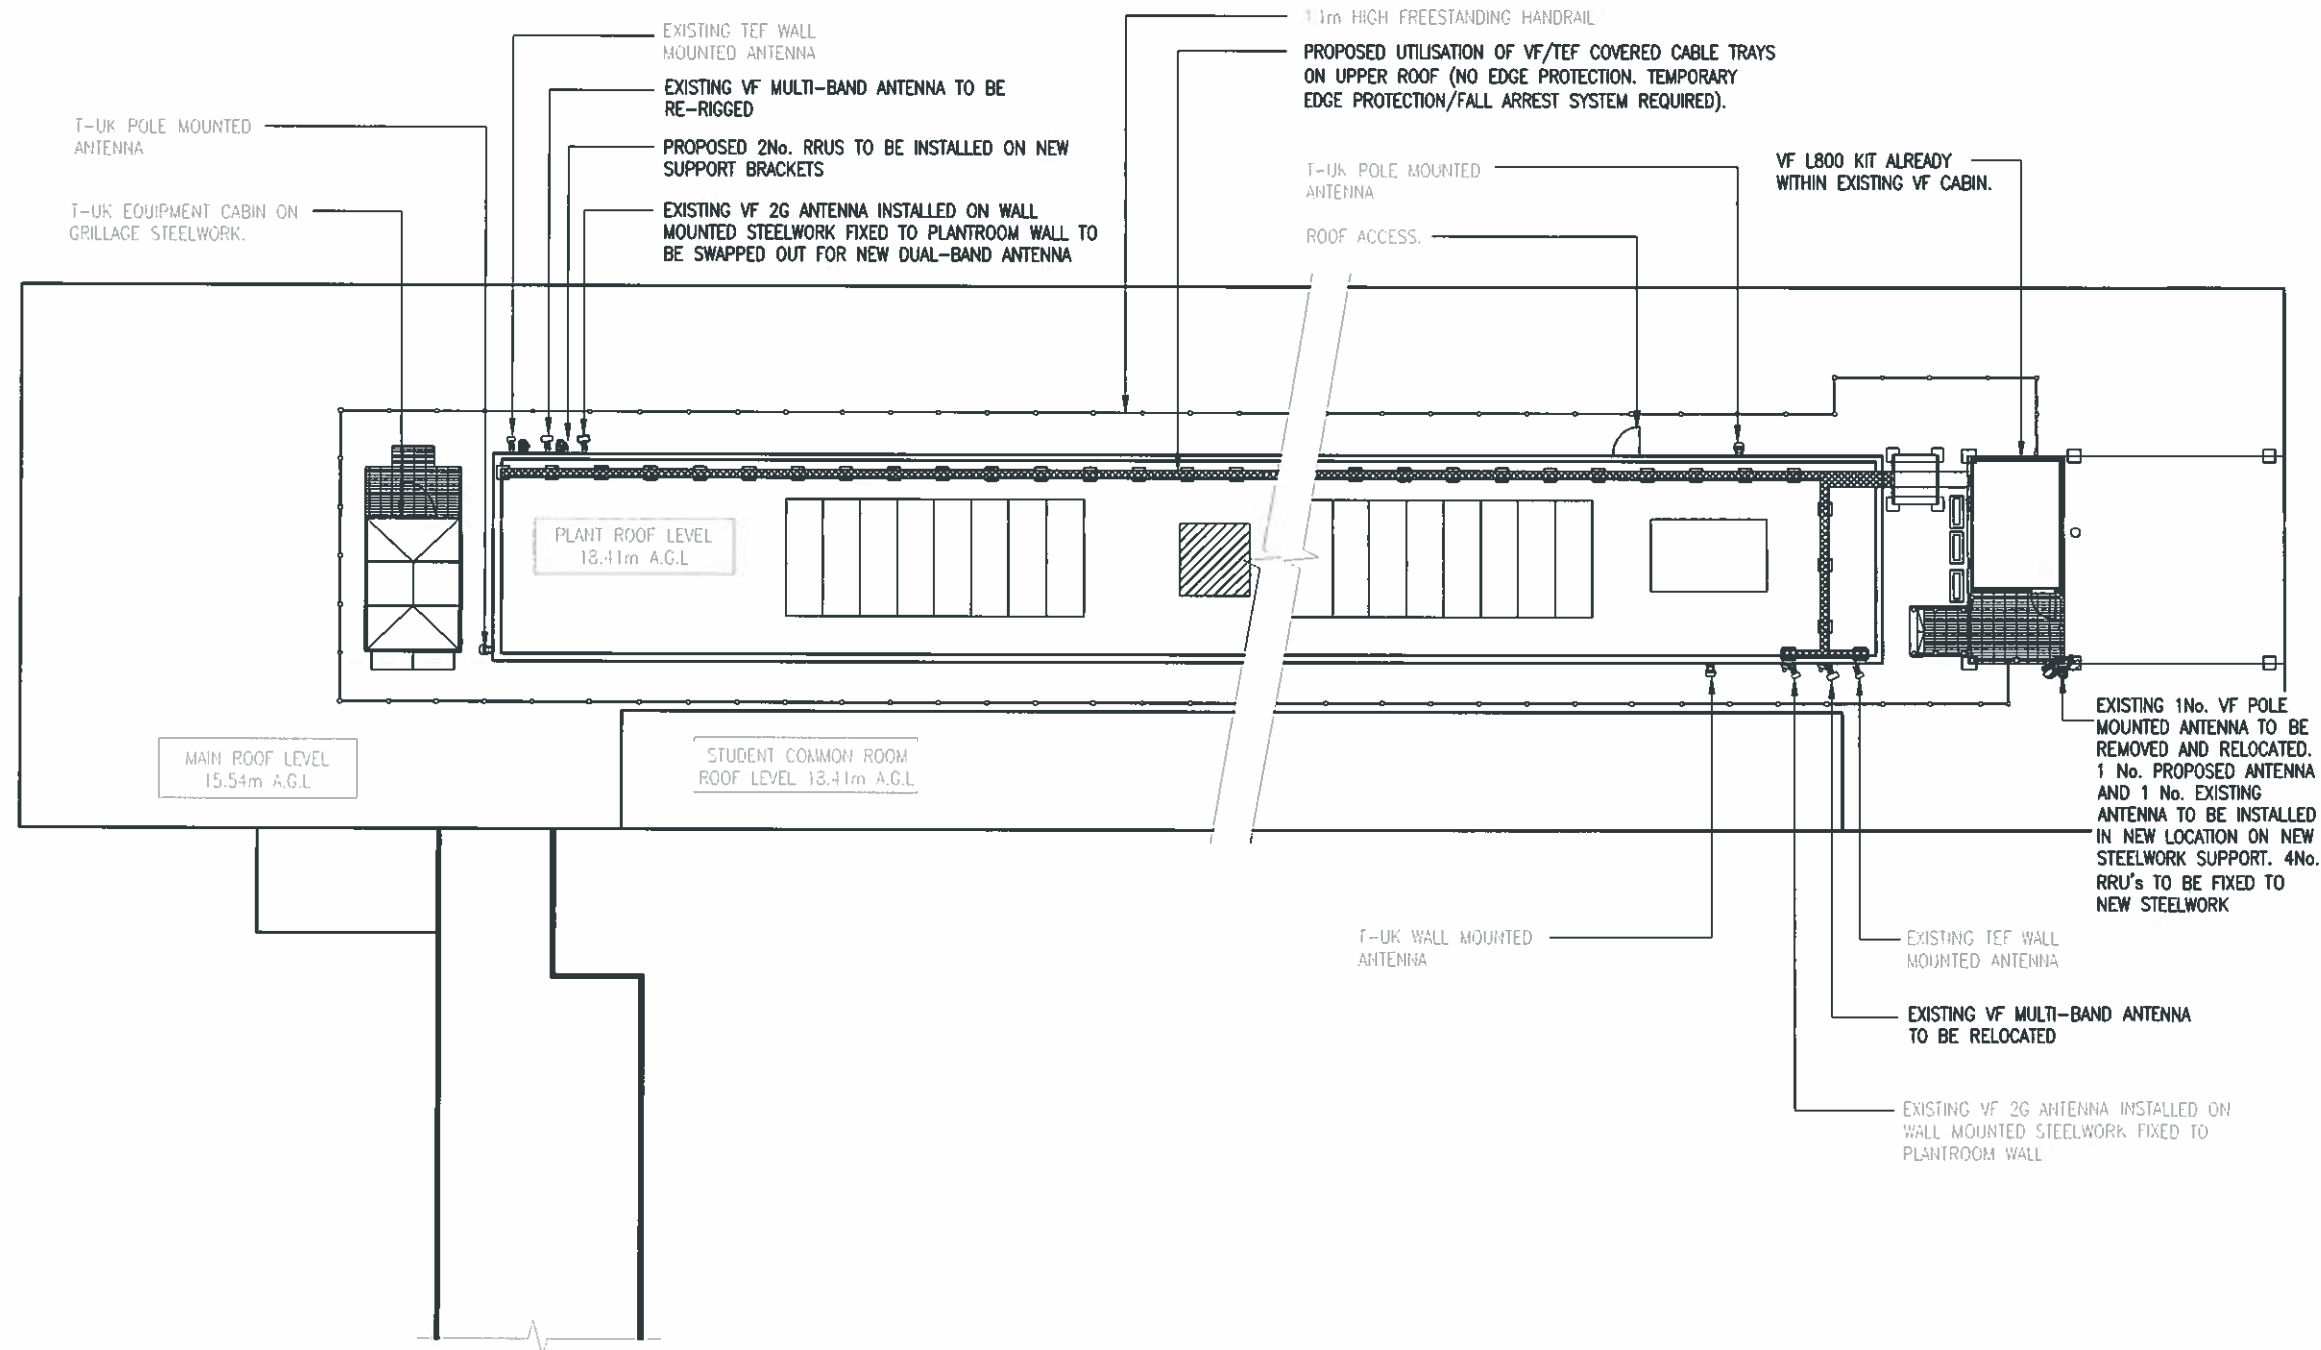 EXISTING TEF WALL
MOUNTED ANTENNA
EXISTING VF MULTI-BAND ANTENNA TO BE
RE-RIGGED
PROPOSED 2No. RRUS TO BE INSTALLED ON NEW
SUPPORT BRACKETS
EXISTING VF 2G ANTENNA INSTALLED ON WALL
MOUNTED STEELWORK FIXED TO PLANTROOM WALL TO
BE SWAPPED OUT FOR NEW DUAL-BAND ANTENNA
T-UK POLE MOUNTED
ANTENNA
T-UK EQUIPMENT CABIN ON
GRILLAGE STEELWORK.
1.1m HIGH FREESTANDING HANDRAIL
PROPOSED UTILISATION OF VF/TEF COVERED CABLE TRAYS
ON UPPER ROOF (NO EDGE PROTECTION. TEMPORARY
EDGE PROTECTION/FALL ARREST SYSTEM REQUIRED).
T-UK POLE MOUNTED
ANTENNA
ROOF ACCESS.
VF L800 KIT ALREADY
WITHIN EXISTING VF CABIN.
PLANT ROOF LEVEL
18.41m A.G.L
MAIN ROOF LEVEL
15.54m A.G.L
STUDENT COMMON ROOM
ROOF LEVEL 13.41m A.G.L
EXISTING 1No. VF POLE
MOUNTED ANTENNA TO BE
REMOVED AND RELOCATED.
1 No. PROPOSED ANTENNA
AND 1 No. EXISTING
ANTENNA TO BE INSTALLED
IN NEW LOCATION ON NEW
STEELWORK SUPPORT. 4No.
RRU's TO BE FIXED TO
NEW STEELWORK
T-UK WALL MOUNTED
ANTENNA
EXISTING TEF WALL
MOUNTED ANTENNA
EXISTING VF MULTI-BAND ANTENNA
TO BE RELOCATED
EXISTING VF 2G ANTENNA INSTALLED ON
WALL MOUNTED STEELWORK FIXED TO
PLANTROOM WALL